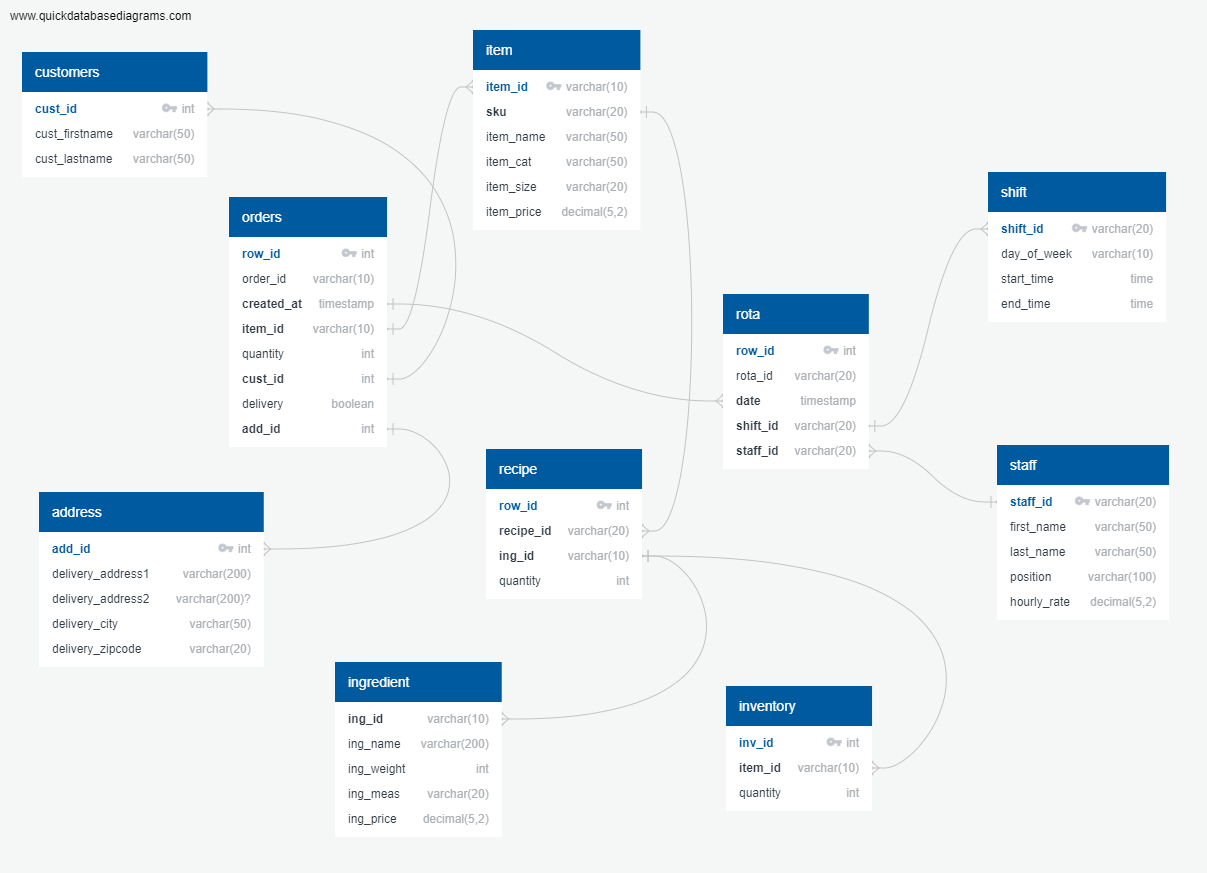 www.quickdatabasediagrams.com
customers
cust_id int
cust_firstname varchar(50)
cust_lastname varchar(50)
item
item_id varchar(10)
sku varchar(20)
item_name varchar(50)
item_cat varchar(50)
item_size varchar(20)
item_price decimal(5,2)
orders
row_id int
order_id varchar(10)
created_at timestamp
item_id varchar(10)
quantity int
cust_id int
delivery boolean
add_id int
shift
shift_id varchar(20)
day_of_week varchar(10)
start_time time
end_time time
rota
row_id int
rota_id varchar(20)
date timestamp
shift_id varchar(20)
staff_id varchar(20)
staff
staff_id varchar(20)
first_name varchar(50)
last_name varchar(50)
position varchar(100)
hourly_rate decimal(5,2)
recipe
row_id int
recipe_id varchar(20)
ing_id varchar(10)
quantity int
address
add_id int
delivery_address1 varchar(200)
delivery_address2 varchar(200)?
delivery_city varchar(50)
delivery_zipcode varchar(20)
ingredient
ing_id varchar(10)
ing_name varchar(200)
ing_weight int
ing_meas varchar(20)
ing_price decimal(5,2)
inventory
inv_id int
item_id varchar(10)
quantity int